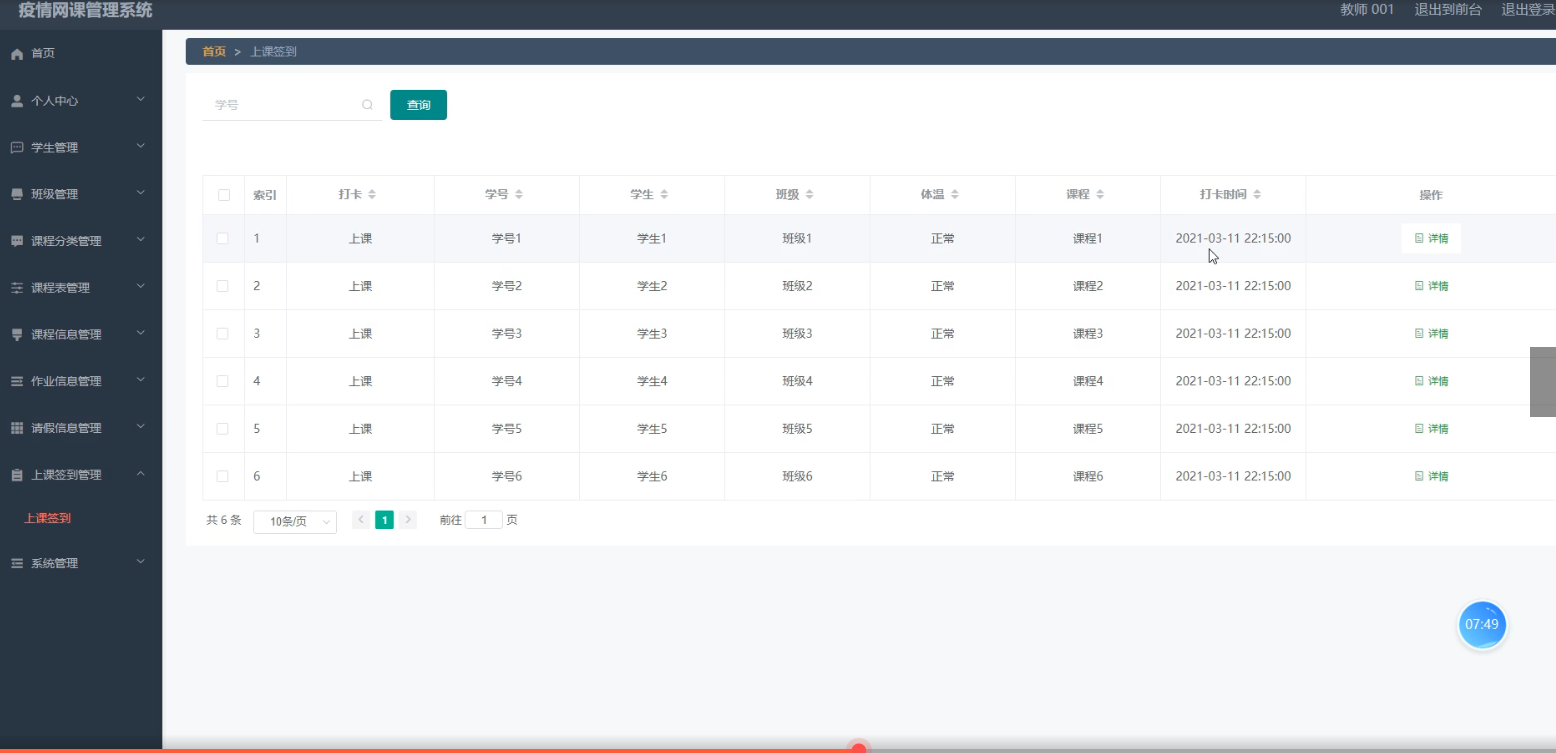 疫情网课管理系统
教师 001 退出到前台 退出登录
首页
个人中心
学生管理
班级管理
课程分类管理
课程表管理
课程信息管理
作业信息管理
请假信息管理
上课签到管理
上课签到
系统管理
首页 > 上课签到
学号 查询
索引 打卡 学号 学生 班级 体温 课程 打卡时间 操作
1 上课 学号1 学生1 班级1 正常 课程1 2021-03-11 22:15:00 详情
2 上课 学号2 学生2 班级2 正常 课程2 2021-03-11 22:15:00 详情
3 上课 学号3 学生3 班级3 正常 课程3 2021-03-11 22:15:00 详情
4 上课 学号4 学生4 班级4 正常 课程4 2021-03-11 22:15:00 详情
5 上课 学号5 学生5 班级5 正常 课程5 2021-03-11 22:15:00 详情
6 上课 学号6 学生6 班级6 正常 课程6 2021-03-11 22:15:00 详情
共 6 条 10条/页 < 1 > 前往 1 页
07:49